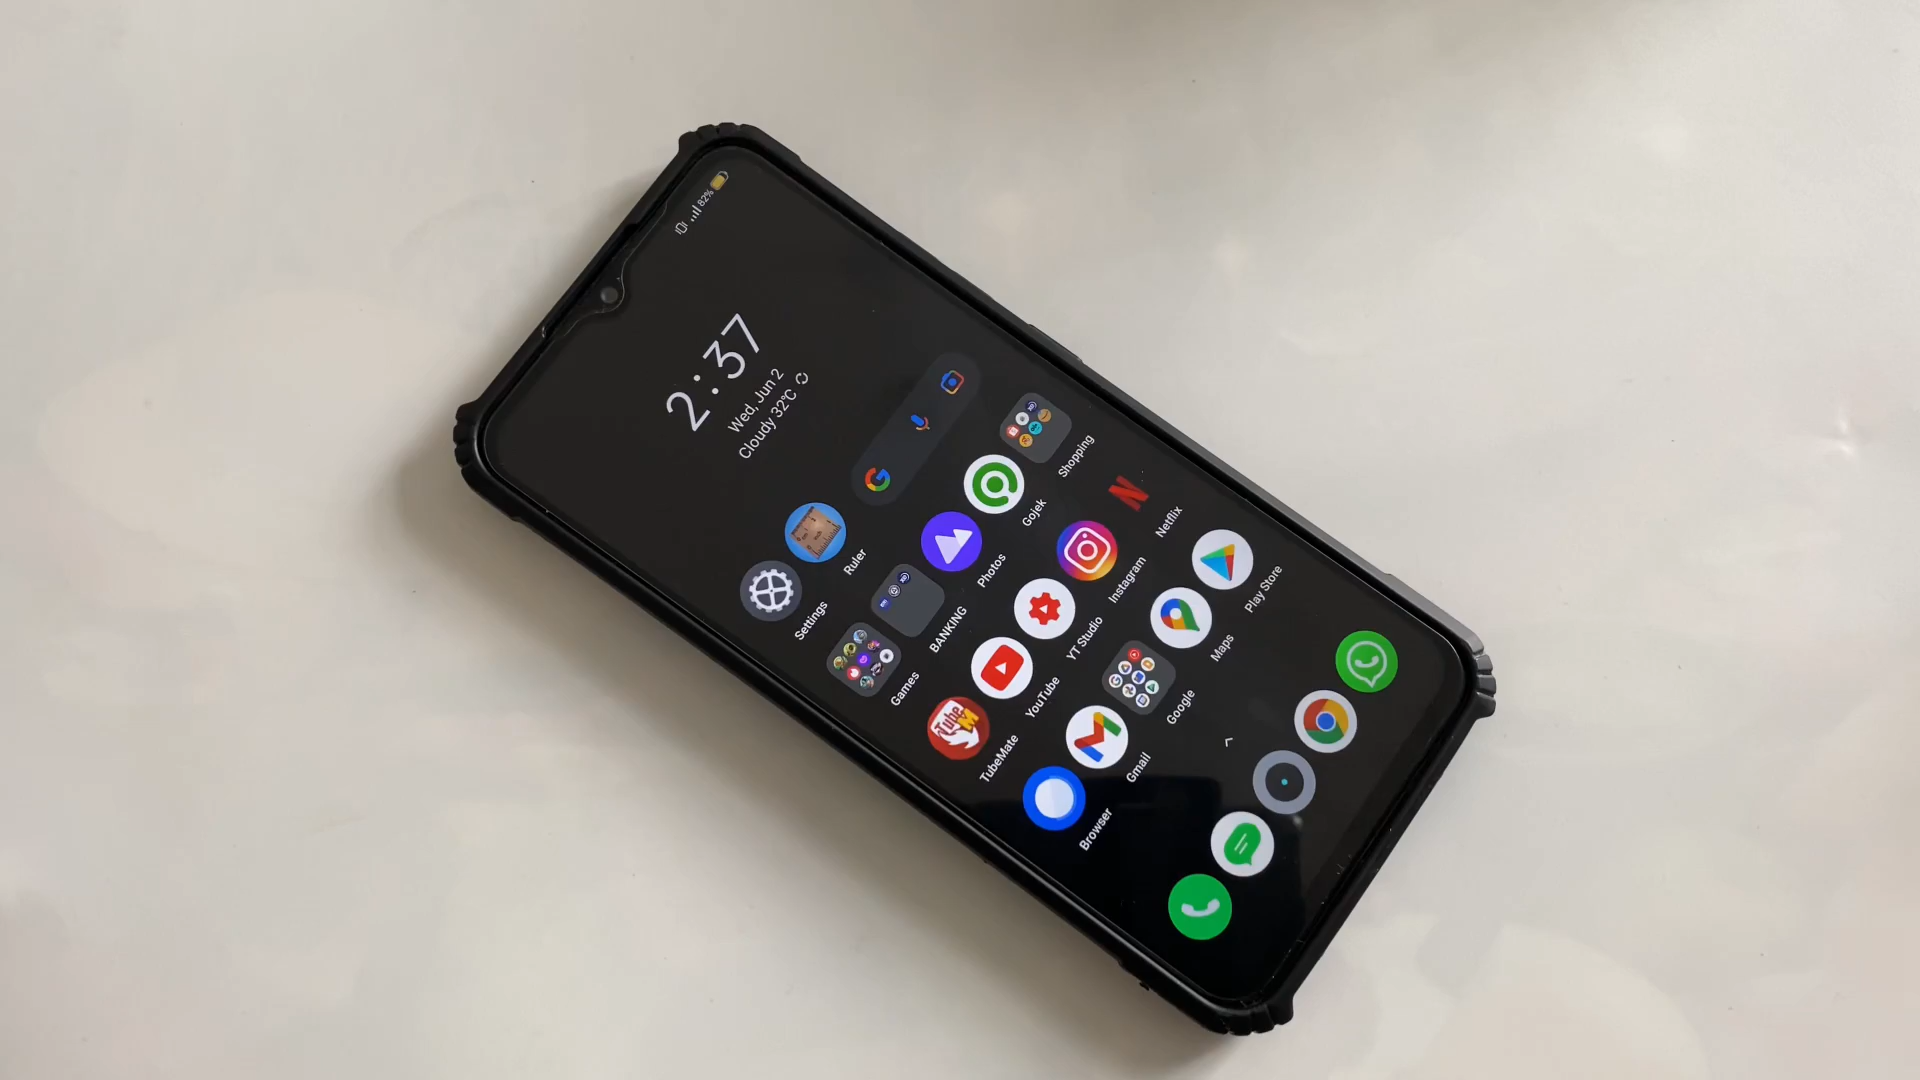 82%
2:37
Wed, Jun 2
Cloudy 32°C
Settings
Ruler
Games
BANKING
Photos
Gojek
Shopping
TubeMate
YouTube
YT Studio
Instagram
Netflix
Browser
Gmail
Google
Maps
Play Store